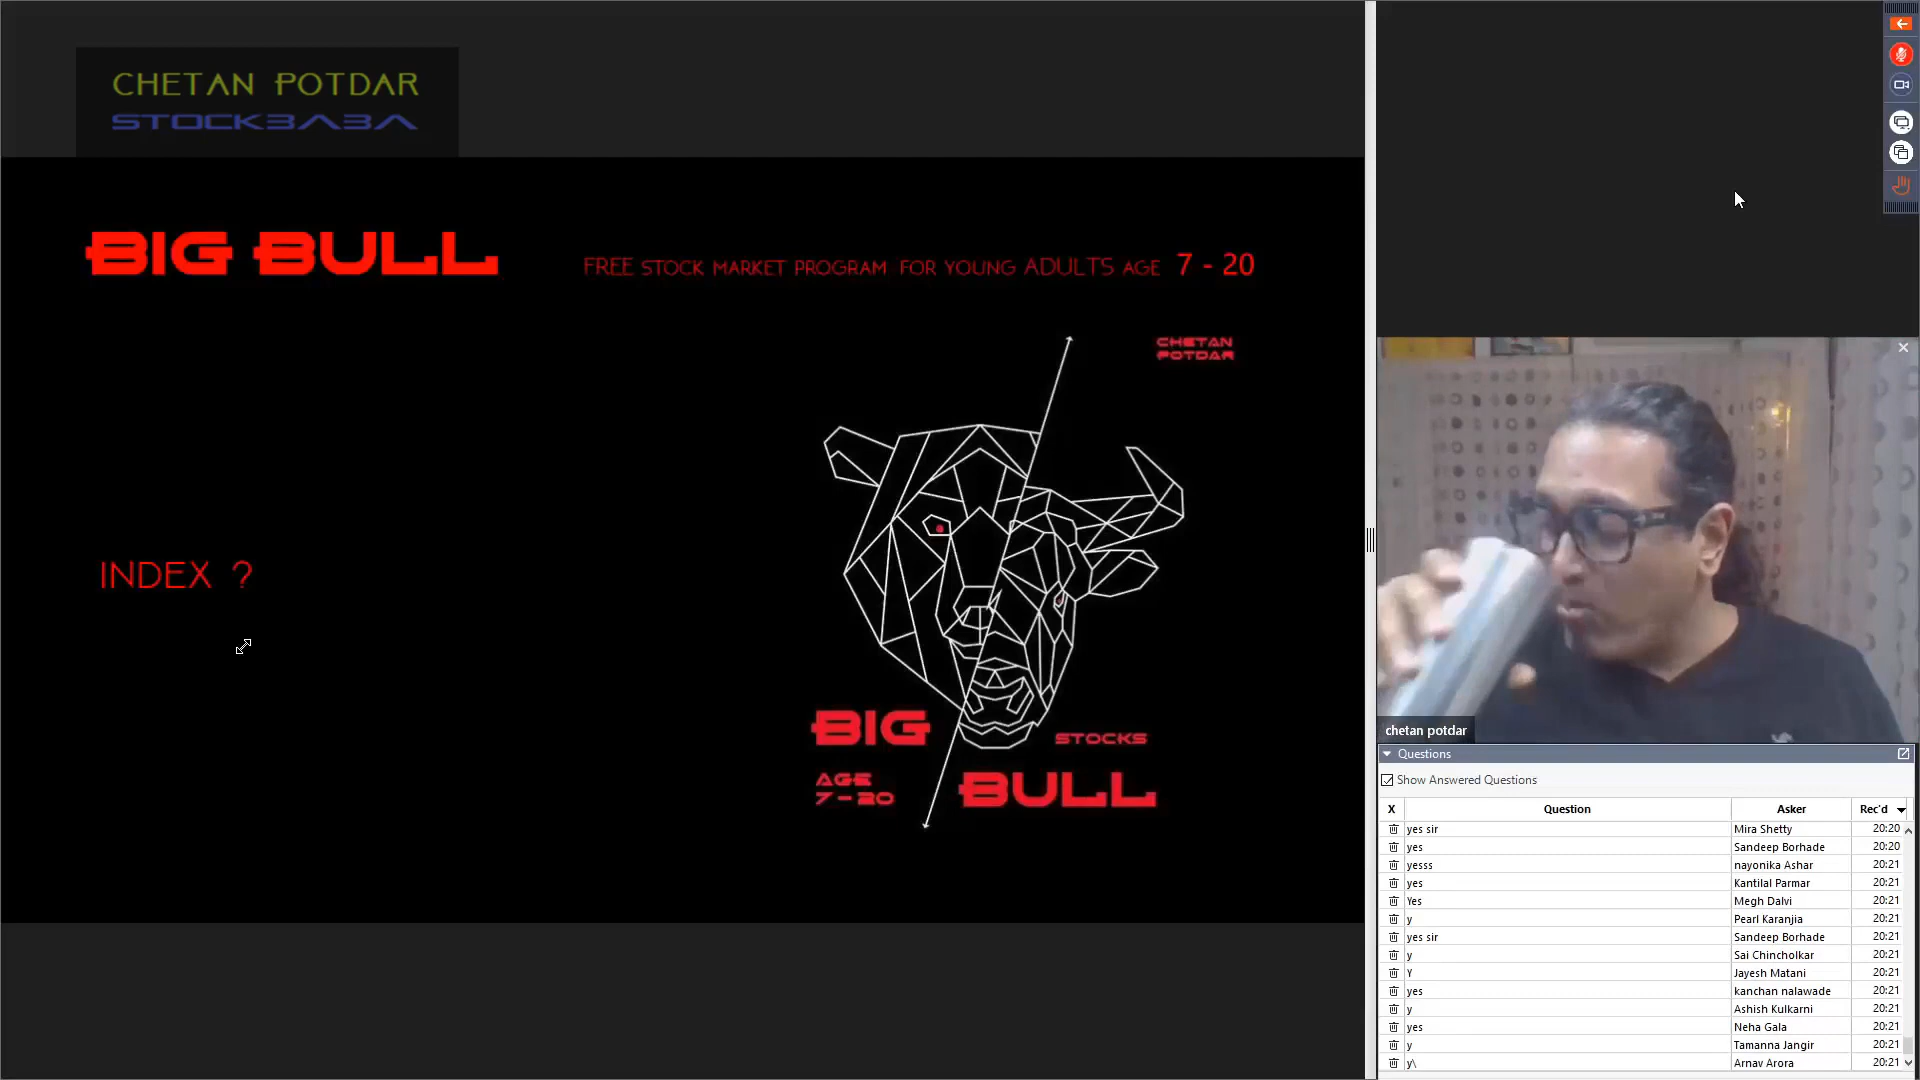 CHETAN POTDAR
STOCKBABA
BIG BULL
FREE STOCK MARKET PROGRAM FOR YOUNG ADULTS AGE 7 - 20
CHETAN
POTDAR
INDEX ?
BIG
STOCKS
AGE
7-20
BULL
chetan potdar
Questions
Show Answered Questions
X Question Asker Rec'd
yes sir Mira Shetty 20:20
yes Sandeep Borhade 20:20
yesss nayonika Ashar 20:21
yes Kantilal Parmar 20:21
Yes Megh Dalvi 20:21
y Pearl Karanjia 20:21
yes sir Sandeep Borhade 20:21
y Sai Chincholkar 20:21
Y Jayesh Matani 20:21
yes kanchan nalawade 20:21
y Ashish Kulkarni 20:21
yes Neha Gala 20:21
y Tamanna Jangir 20:21
y\ Arnav Arora 20:21